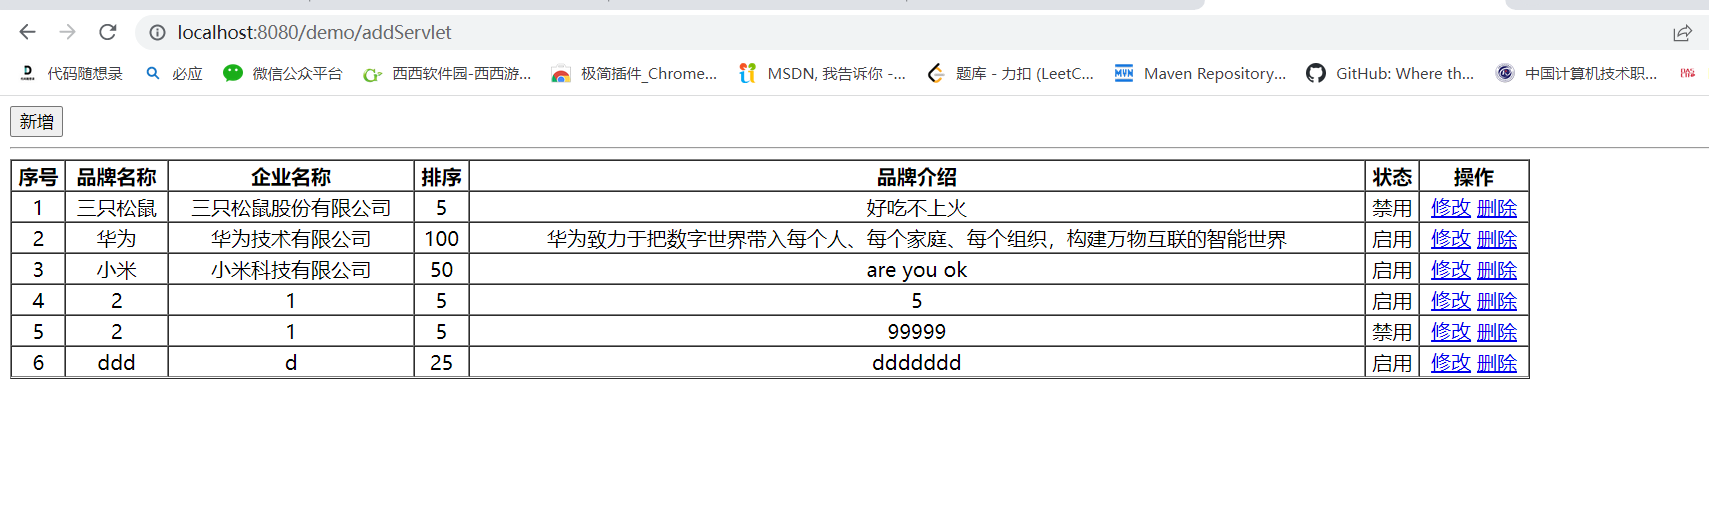 localhost:8080/demo/addServlet
代码随想录 必应 微信公众平台 西西软件园-西西游... 极简插件_Chrome... MSDN, 我告诉你 -... 题库 - 力扣 (LeetC... Maven Repository... GitHub: Where th... 中国计算机技术职...
新增
序号 品牌名称 企业名称 排序 品牌介绍 状态 操作
1 三只松鼠 三只松鼠股份有限公司 5 好吃不上火 禁用 修改 删除
2 华为 华为技术有限公司 100 华为致力于把数字世界带入每个人、每个家庭、每个组织，构建万物互联的智能世界 启用 修改 删除
3 小米 小米科技有限公司 50 are you ok 启用 修改 删除
4 2 1 5 5 启用 修改 删除
5 2 1 5 99999 禁用 修改 删除
6 ddd d 25 ddddddd 启用 修改 删除